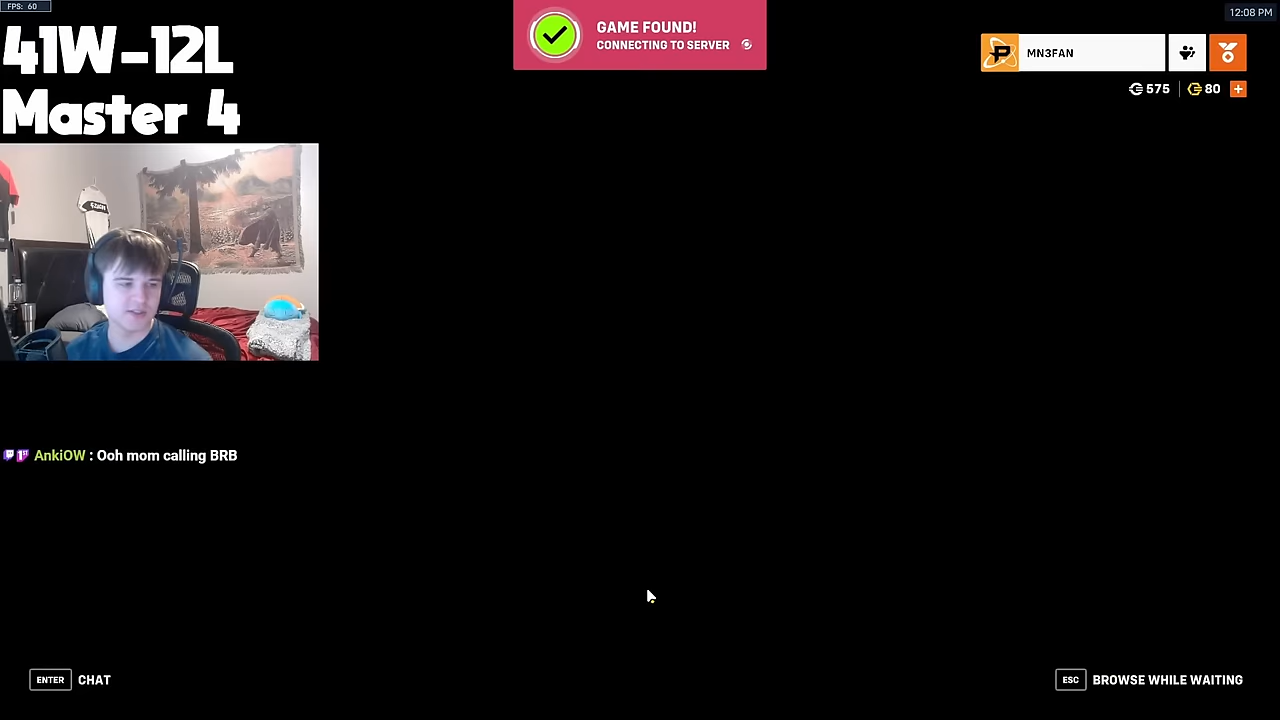 FPS: 60
12:08 PM
41W-12L
Master 4
GAME FOUND!
CONNECTING TO SERVER
MN3FAN
575
80
AnkiOW : Ooh mom calling BRB
ENTER CHAT
ESC BROWSE WHILE WAITING